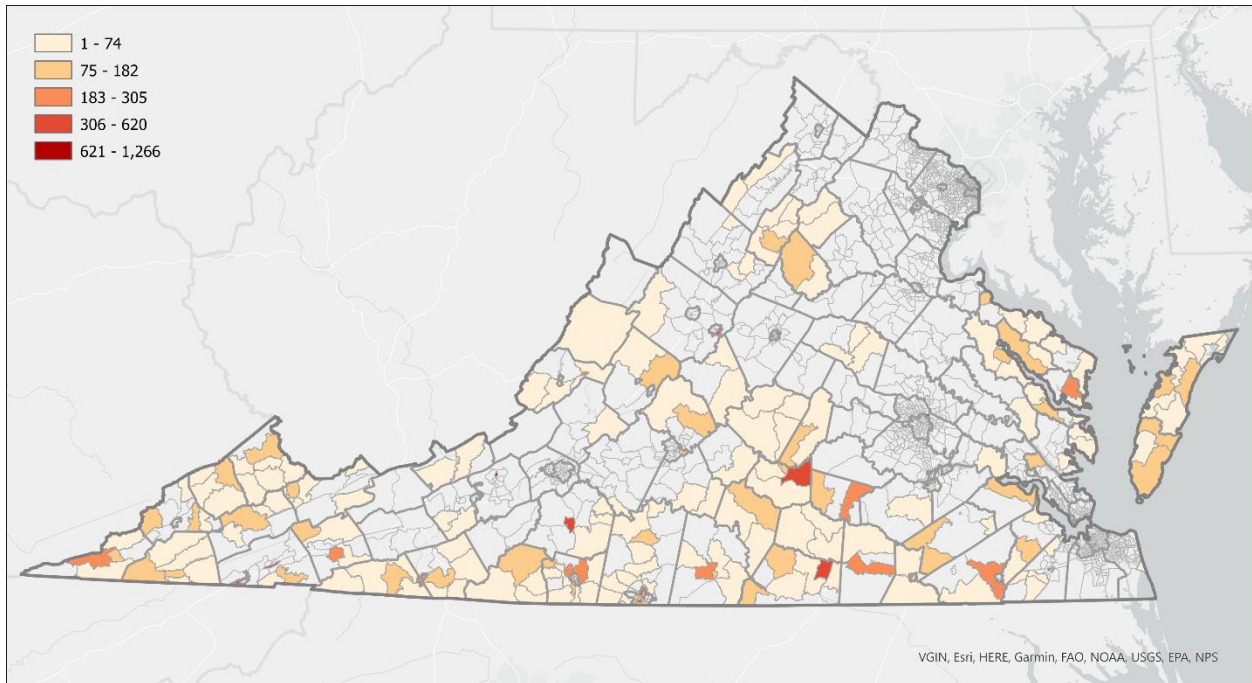 1 - 74
75 - 182
183 - 305
306 - 620
621 - 1,266
VGIN, Esri, HERE, Garmin, FAO, NOAA, USGS, EPA, NPS